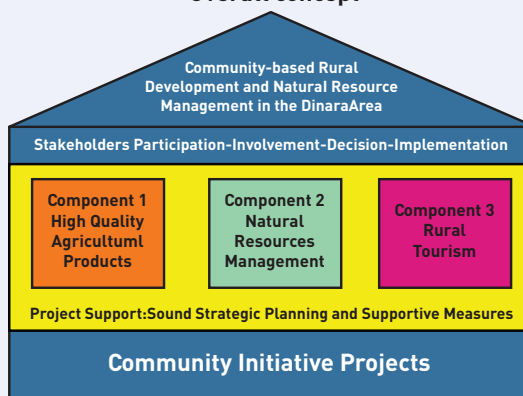 Overall concept
Community-based Rural
Development and Natural Resource
Management in the DinaraArea
Stakeholders Participation-Involvement-Decision-Implementation
Component 1
High Quality
Agricultuml
Products
Component 2
Natural
Resources
Management
Component 3
Rural
Tourism
Project Support:Sound Strategic Planning and Supportive Measures
Community Initiative Projects